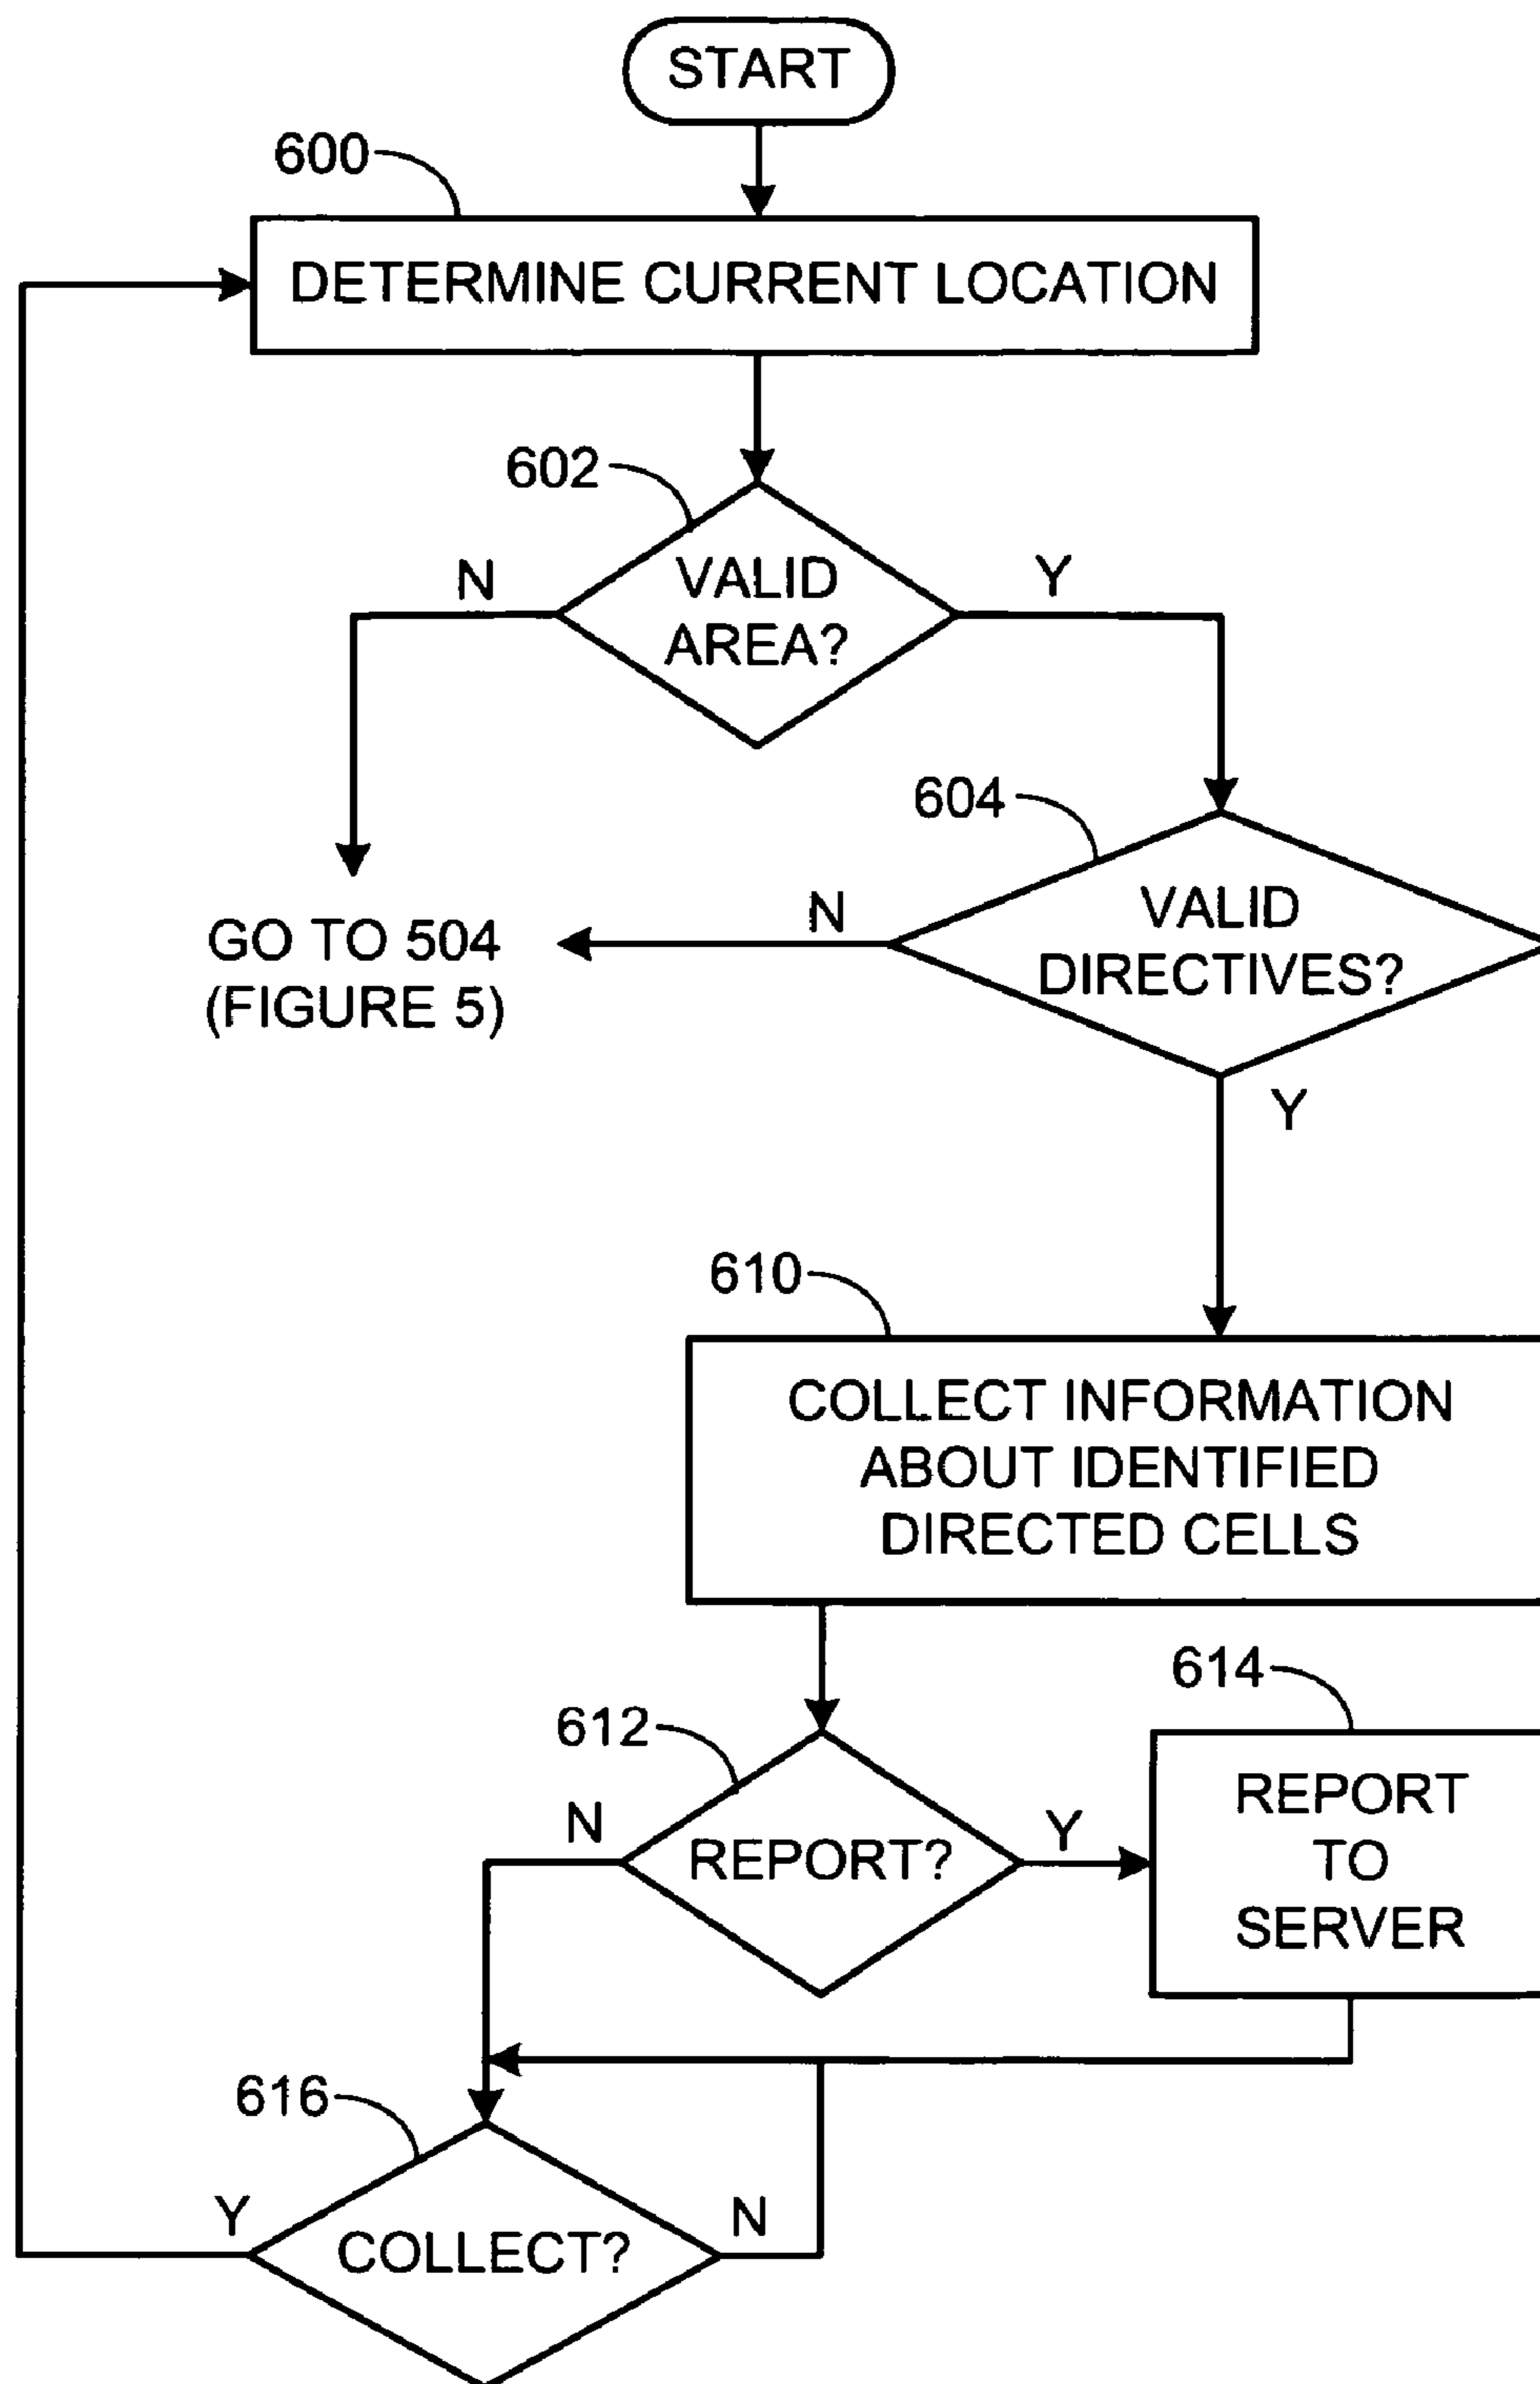 START
600
DETERMINE CURRENT LOCATION
602
N
VALID
AREA?
Y
604
N
VALID
DIRECTIVES?
GO TO 504
(FIGURE 5)
Y
610
COLLECT INFORMATION
ABOUT IDENTIFIED
DIRECTED CELLS
614
612
N
REPORT?
Y
REPORT
TO
SERVER
616
Y
COLLECT?
N